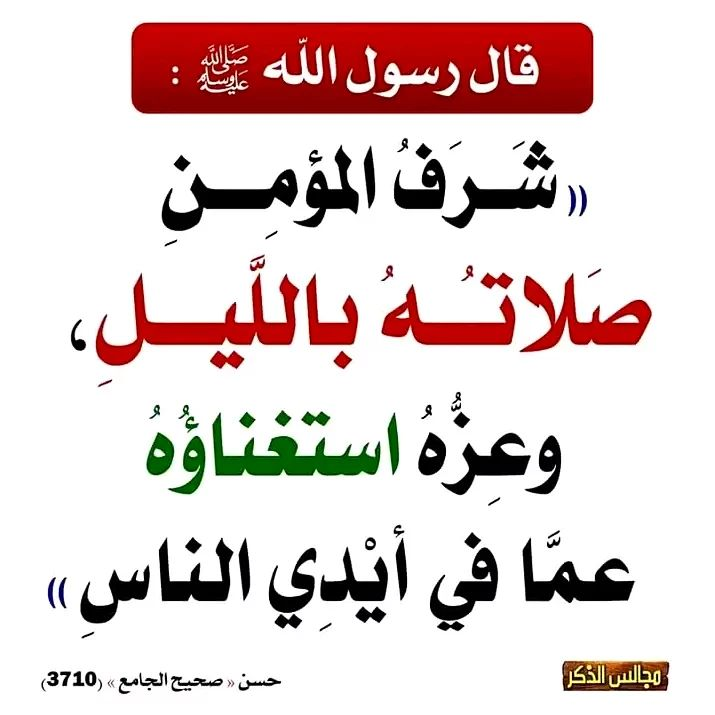 قال رسول الله ﷺ :
(( شَرَفُ المؤمِنِ
صَلاتُهُ باللَّيلِ،
وعِزُّهُ استغناؤُهُ
عمَّا في أيْدِي الناسِ ))
مجالس الذكر
حسن « صحيح الجامع » (3710)